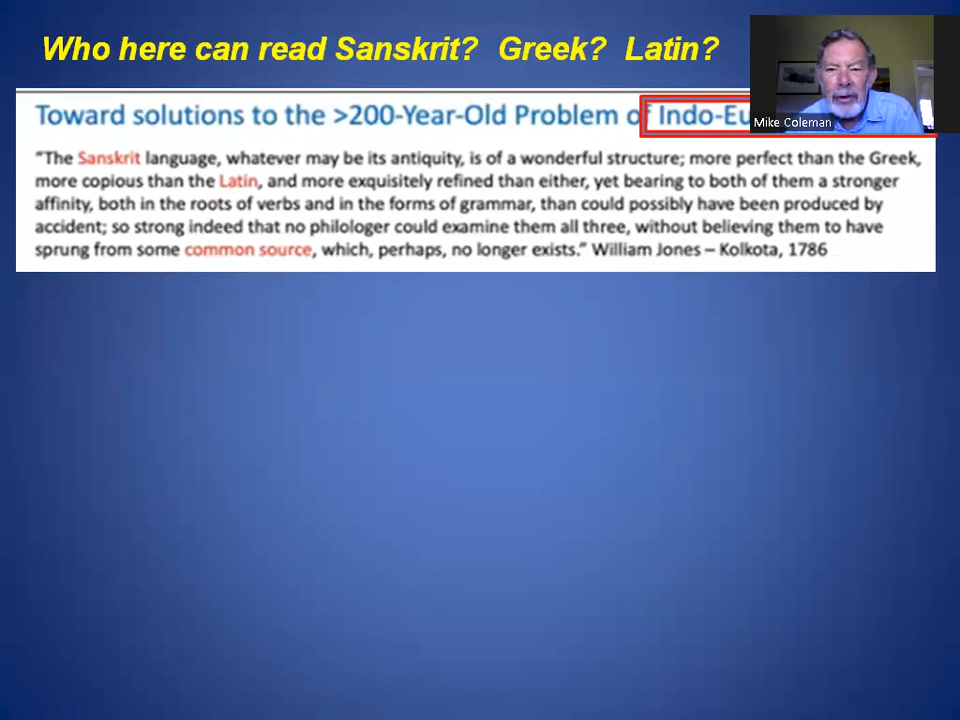 Who here can read Sanskrit? Greek? Latin?
Toward solutions to the >200-Year-Old Problem of Indo-Eu
Mike Coleman
"The Sanskrit language, whatever may be its antiquity, is of a wonderful structure; more perfect than the Greek,
more copious than the Latin, and more exquisitely refined than either, yet bearing to both of them a stronger
affinity, both in the roots of verbs and in the forms of grammar, than could possibly have been produced by
accident; so strong indeed that no philologer could examine them all three, without believing them to have
sprung from some common source, which, perhaps, no longer exists." William Jones – Kolkota, 1786